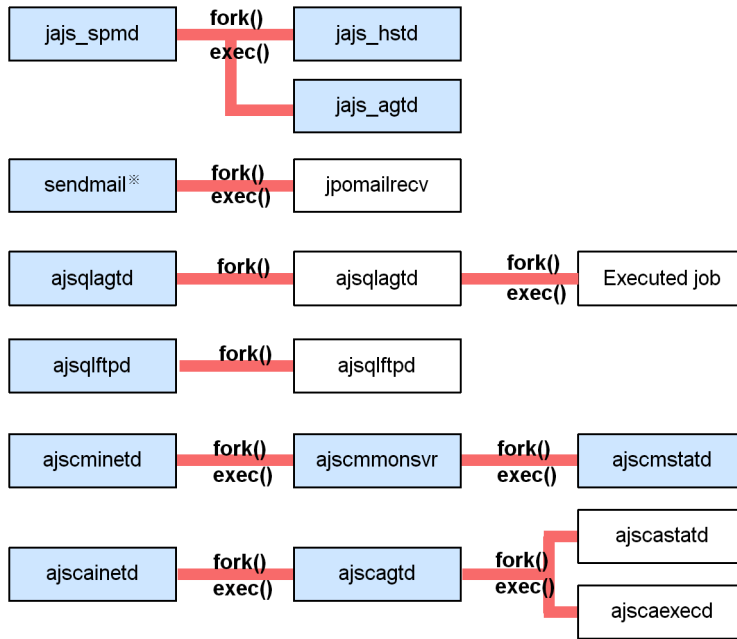 jajs_spmd
fork()
exec()
jajs_hstd
jajs_agtd
sendmail※
fork()
exec()
jpomailrecv
ajsqlagtd
fork()
ajsqlagtd
fork()
exec()
Executed job
ajsqlftpd
fork()
ajsqlftpd
ajscminetd
fork()
exec()
ajscmmonsvr
fork()
exec()
ajscmstatd
ajscainetd
fork()
exec()
ajscagtd
fork()
exec()
ajscastatd
ajscaexecd